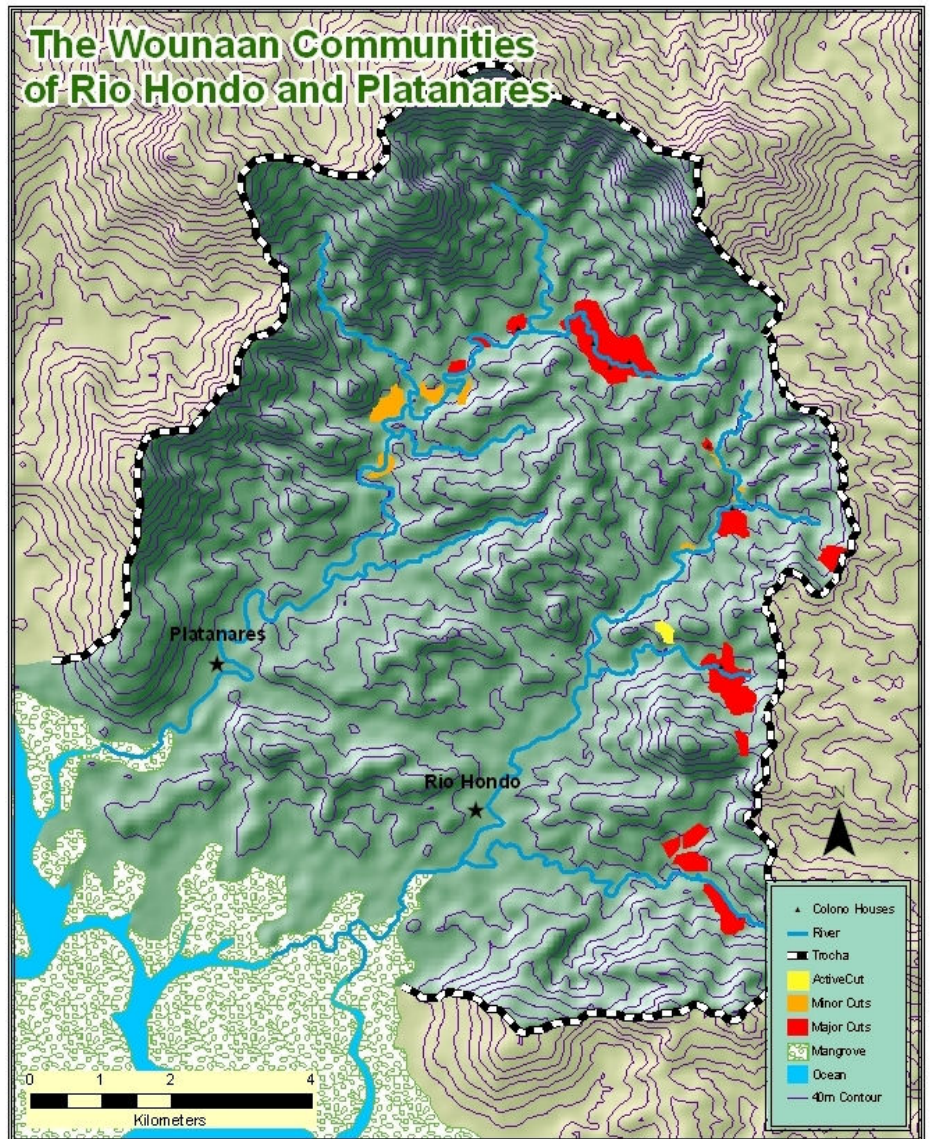 The Wounaan Communities
of Rio Hondo and Platanares
Platanares
Rio Hondo
N
Colono Houses
River
Trocha
ActiveCut
Minor Cuts
Major Cuts
Mangrove
Ocean
40m Contour
0 1 2 4
Kilometers